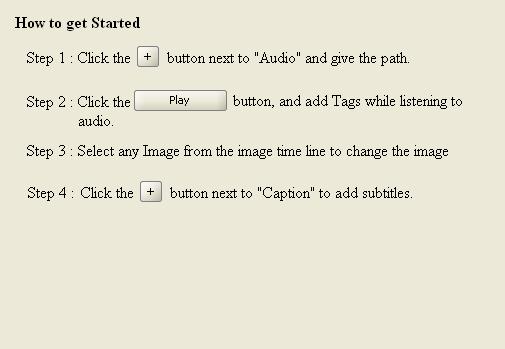 How to get Started
Step 1 : Click the + button next to "Audio" and give the path.
Step 2 : Click the Play button, and add Tags while listening to
audio.
Step 3 : Select any Image from the image time line to change the image
Step 4 : Click the + button next to "Caption" to add subtitles.